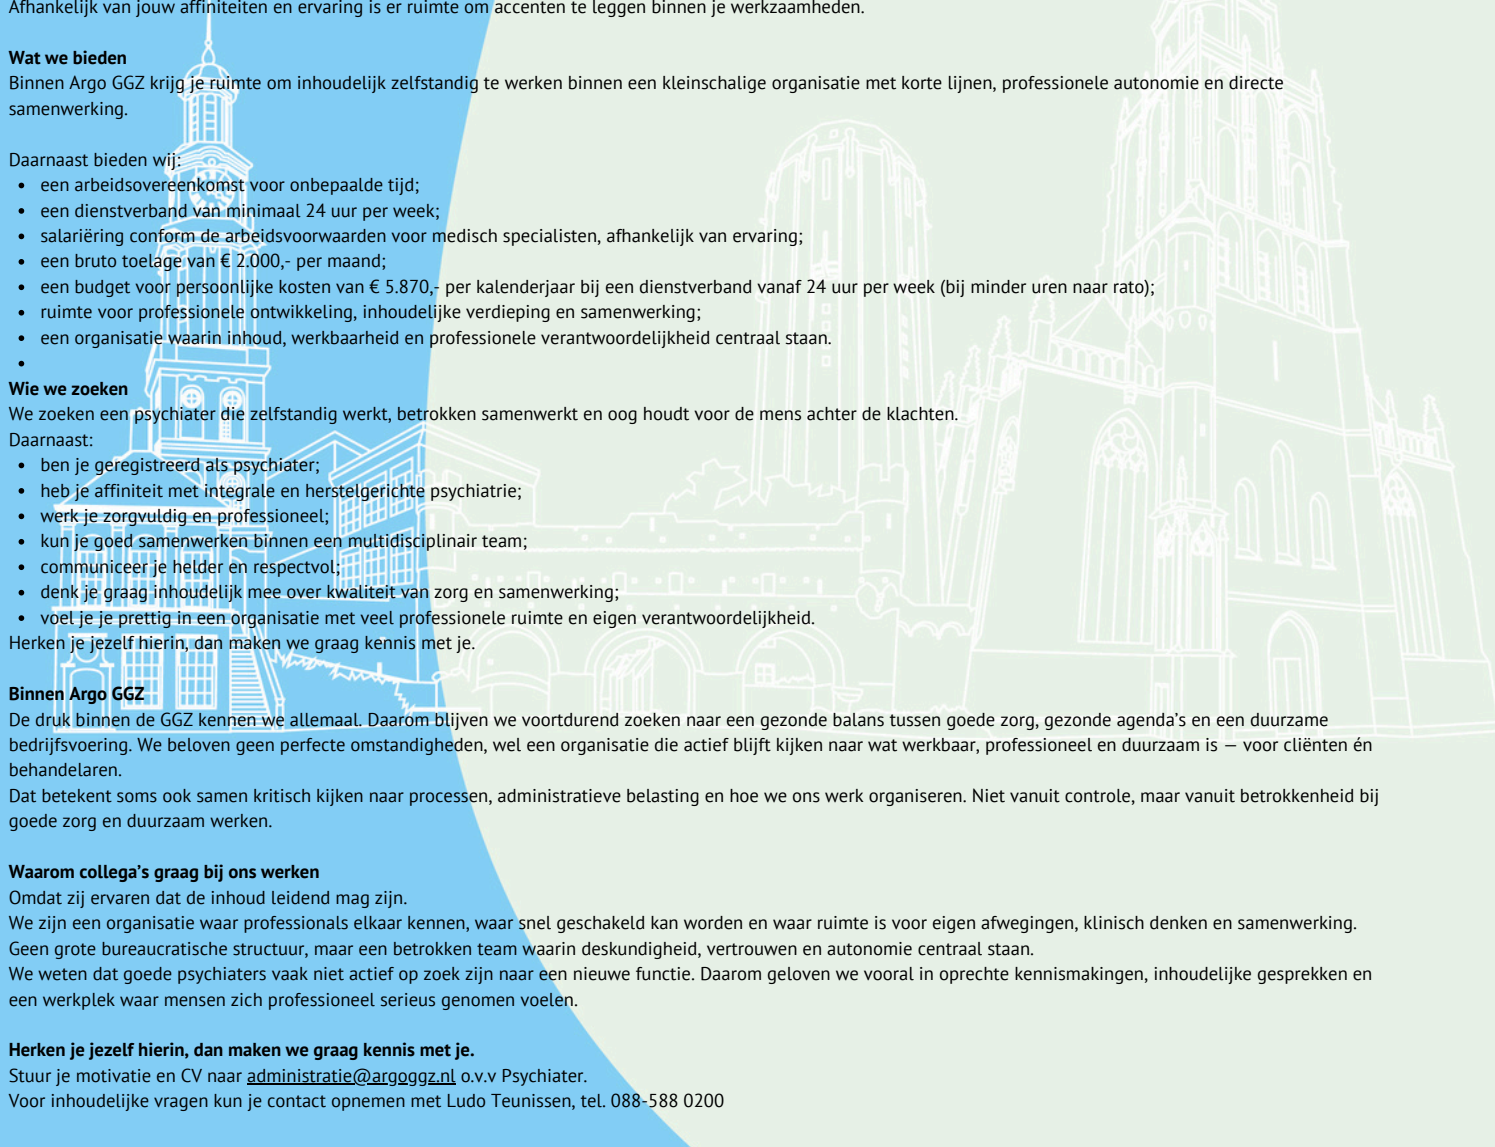 Afhankelijk van jouw affiniteiten en ervaring is er ruimte om accenten te leggen binnen je werkzaamheden.
Wat we bieden
Binnen Argo GGZ krijg je ruimte om inhoudelijk zelfstandig te werken binnen een kleinschalige organisatie met korte lijnen, professionele autonomie en directe
samenwerking.
Daarnaast bieden wij:
• een arbeidsovereenkomst voor onbepaalde tijd;
• een dienstverband van minimaal 24 uur per week;
• salariëring conform de arbeidsvoorwaarden voor medisch specialisten, afhankelijk van ervaring;
• een bruto toelage van € 2.000,- per maand;
• een budget voor persoonlijke kosten van € 5.870,- per kalenderjaar bij een dienstverband vanaf 24 uur per week (bij minder uren naar rato);
• ruimte voor professionele ontwikkeling, inhoudelijke verdieping en samenwerking;
• een organisatie waarin inhoud, werkbaarheid en professionele verantwoordelijkheid centraal staan.
•
Wie we zoeken
We zoeken een psychiater die zelfstandig werkt, betrokken samenwerkt en oog houdt voor de mens achter de klachten.
Daarnaast:
• ben je geregistreerd als psychiater;
• heb je affiniteit met integrale en herstelgerichte psychiatrie;
• werk je zorgvuldig en professioneel;
• kun je goed samenwerken binnen een multidisciplinair team;
• communiceer je helder en respectvol;
• denk je graag inhoudelijk mee over kwaliteit van zorg en samenwerking;
• voel je je prettig in een organisatie met veel professionele ruimte en eigen verantwoordelijkheid.
Herken je jezelf hierin, dan maken we graag kennis met je.
Binnen Argo GGZ
De druk binnen de GGZ kennen we allemaal. Daarom blijven we voortdurend zoeken naar een gezonde balans tussen goede zorg, gezonde agenda's en een duurzame
bedrijfsvoering. We beloven geen perfecte omstandigheden, wel een organisatie die actief blijft kijken naar wat werkbaar, professioneel en duurzaam is — voor cliënten én
behandelaren.
Dat betekent soms ook samen kritisch kijken naar processen, administratieve belasting en hoe we ons werk organiseren. Niet vanuit controle, maar vanuit betrokkenheid bij
goede zorg en duurzaam werken.
Waarom collega's graag bij ons werken
Omdat zij ervaren dat de inhoud leidend mag zijn.
We zijn een organisatie waar professionals elkaar kennen, waar snel geschakeld kan worden en waar ruimte is voor eigen afwegingen, klinisch denken en samenwerking.
Geen grote bureaucratische structuur, maar een betrokken team waarin deskundigheid, vertrouwen en autonomie centraal staan.
We weten dat goede psychiaters vaak niet actief op zoek zijn naar een nieuwe functie. Daarom geloven we vooral in oprechte kennismakingen, inhoudelijke gesprekken en
een werkplek waar mensen zich professioneel serieus genomen voelen.
Herken je jezelf hierin, dan maken we graag kennis met je.
Stuur je motivatie en CV naar administratie@argoggz.nl o.v.v Psychiater.
Voor inhoudelijke vragen kun je contact opnemen met Ludo Teunissen, tel. 088-588 0200